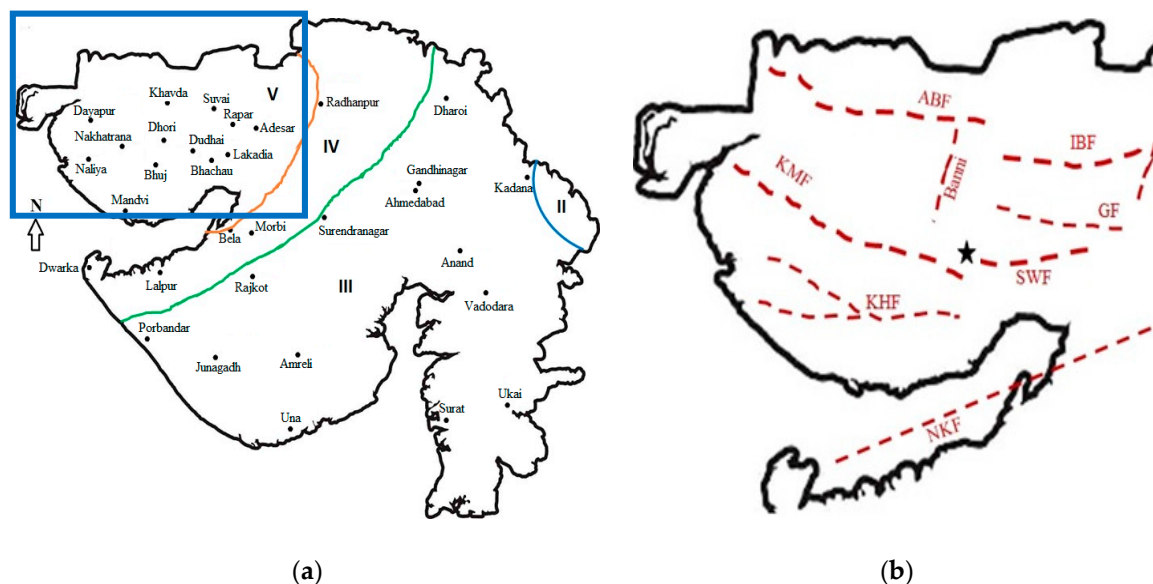 V
Khavda
Suvai
Radhanpur
Dayapur
Rapar
Dharoi
Adesar
Nakhatrana
Dhori
Dudhai
IV
Lakadia
Naliya
Bhuj
Bhachau
Gandhinagar
Kadana
Ahmedabad
II
Mandvi
N
Bela
Morbi
Surendranagar
Dwarka
Lalpur
Rajkot
III
Anand
Vadodara
Porbandar
Junagadh
Amreli
Una
Surat
Ukai
(a)
ABF
IBF
KMF
Banni
GF
SWF
KHF
NKF
(b)